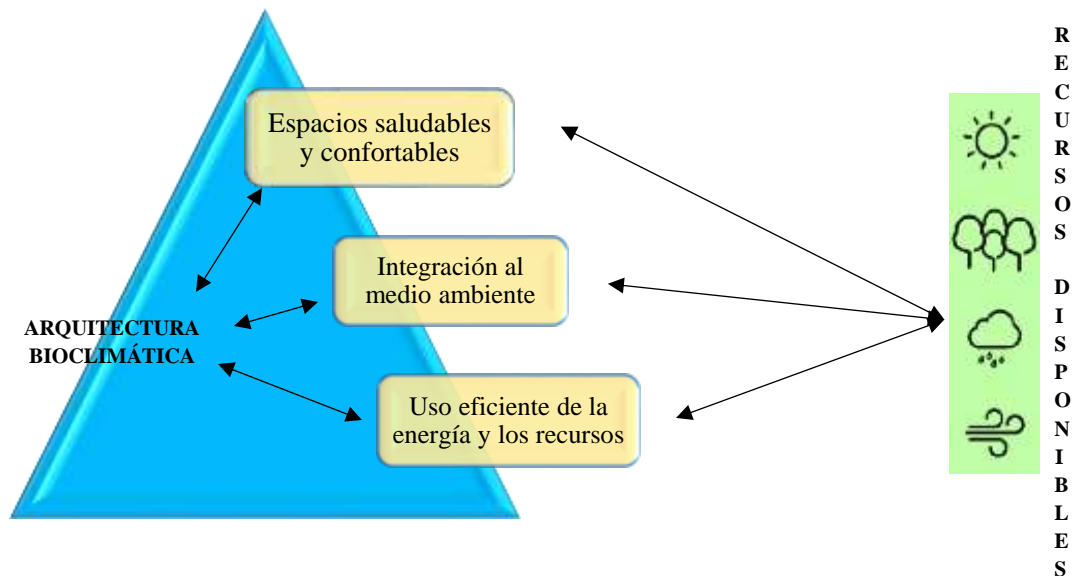 Espacios saludables
y confortables
Integración al
medio ambiente
Uso eficiente de la
energía y los recursos
ARQUITECTURA
BIOCLIMÁTICA
R
E
C
U
R
S
O
S
D
I
S
P
O
N
I
B
L
E
S